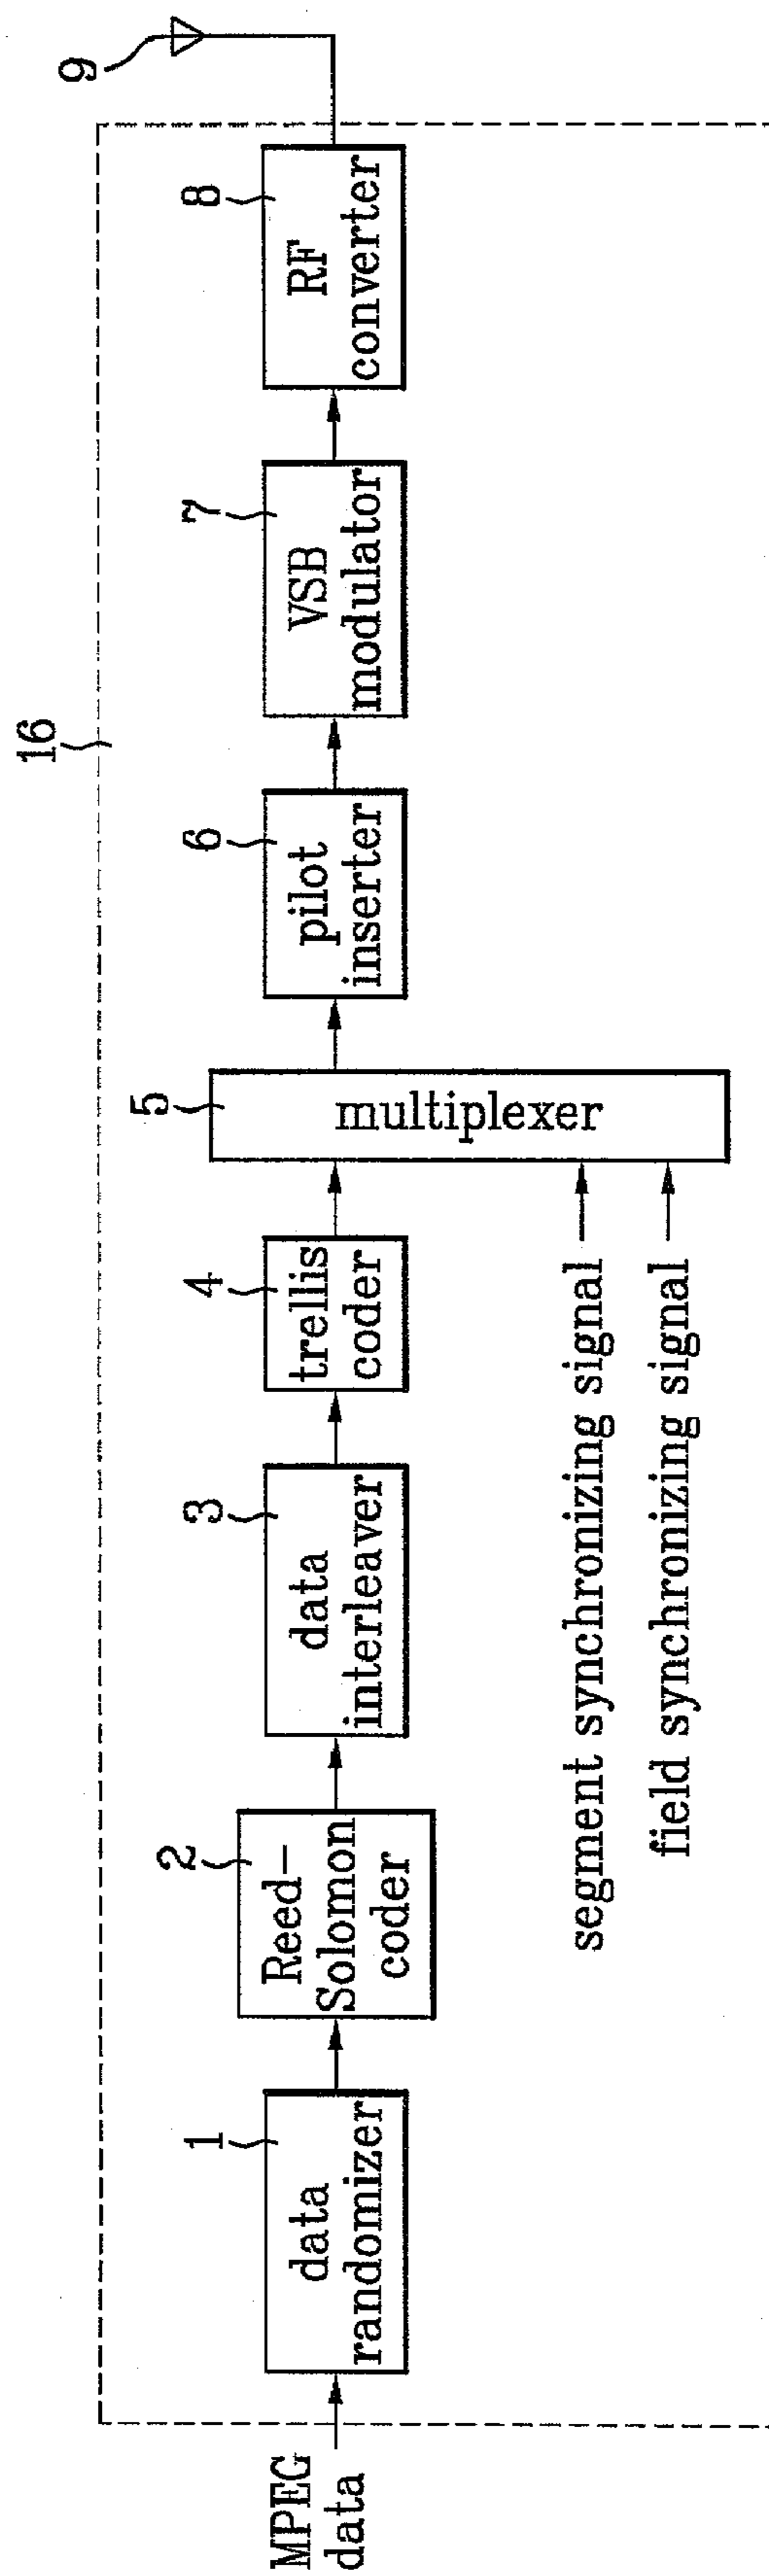 MPEG
data
1
data
randomizer
2
Reed-
Solomon
coder
3
data
interleaver
4
trellis
coder
segment synchronizing signal
field synchronizing signal
5
multiplexer
6
pilot
inserter
16
7
VSB
modulator
8
RF
converter
9